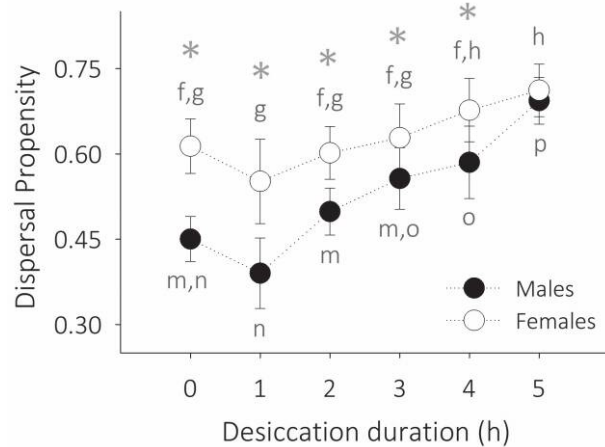 * * * * *
f,g g f,g f,g f,h h
0.75
0.60
0.45
0.30
Dispersal Propensity
m,n n m m,o o p
Males
Females
0 1 2 3 4 5
Desiccation duration (h)